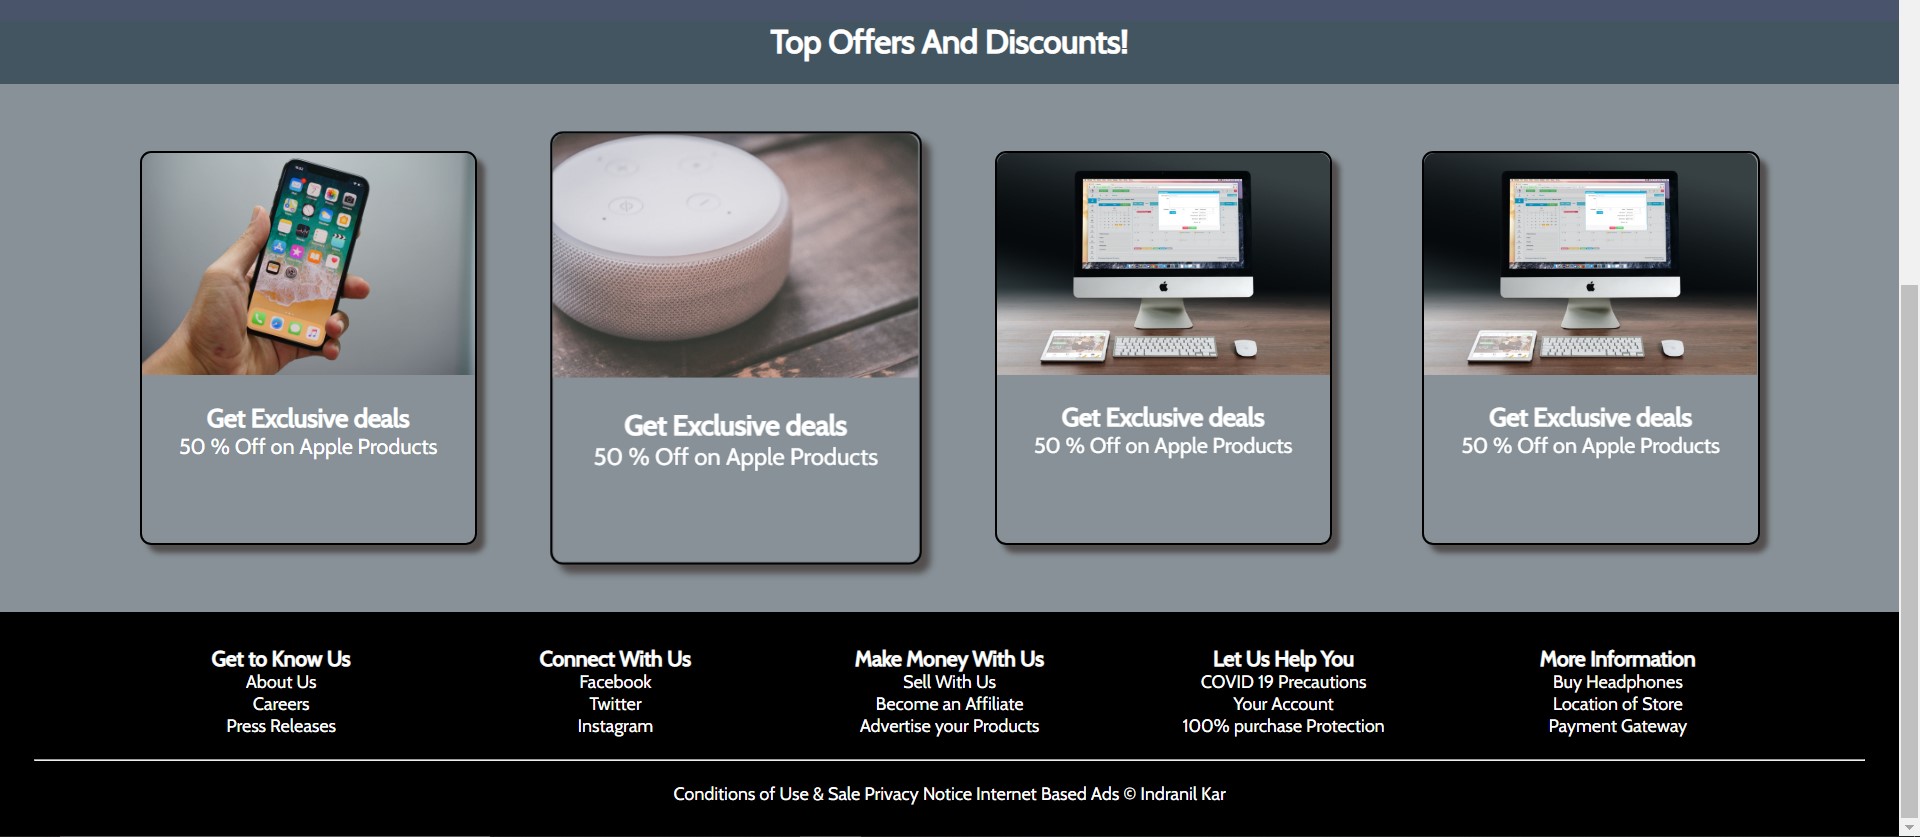 Top Offers And Discounts!
Get Exclusive deals
50 % Off on Apple Products
Get Exclusive deals
50 % Off on Apple Products
Get Exclusive deals
50 % Off on Apple Products
Get Exclusive deals
50 % Off on Apple Products
Get to Know Us
About Us
Careers
Press Releases
Connect With Us
Facebook
Twitter
Instagram
Make Money With Us
Sell With Us
Become an Affiliate
Advertise your Products
Let Us Help You
COVID 19 Precautions
Your Account
100% purchase Protection
More Information
Buy Headphones
Location of Store
Payment Gateway
Conditions of Use & Sale Privacy Notice Internet Based Ads © Indranil Kar